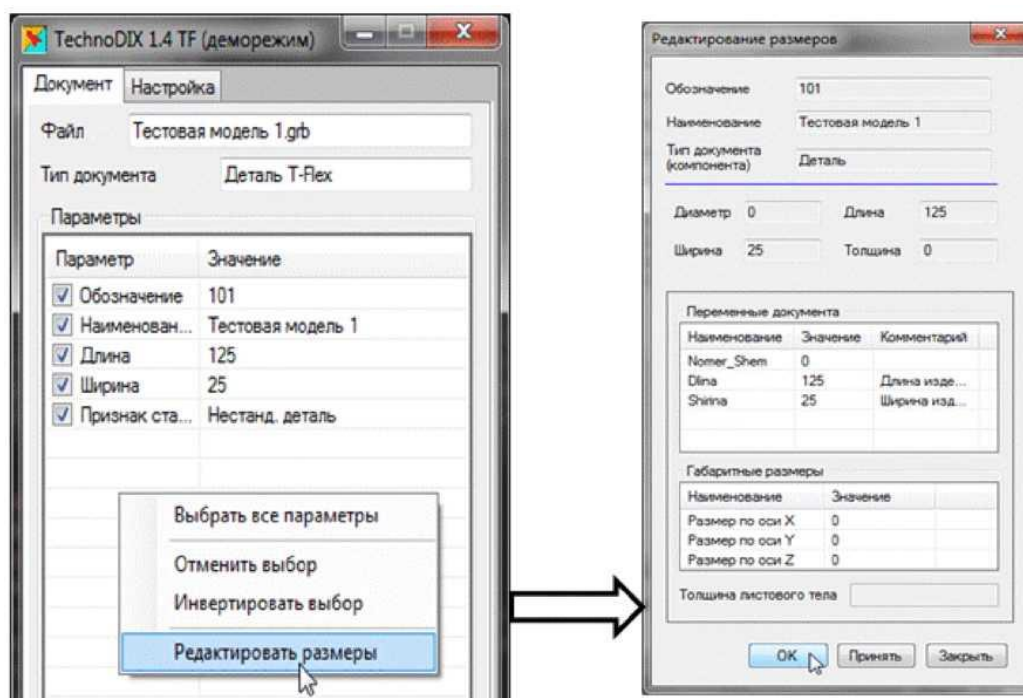 TechnoDIX 1.4 TF (деморежим)
Документ Настройка
Файл Тестовая модель 1.grb
Тип документа Деталь T-Flex
Параметры
Параметр Значение
Обозначение 101
Наименован... Тестовая модель 1
Длина 125
Ширина 25
Признак ста... Нестанд. деталь
Выбрать все параметры
Отменить выбор
Инвертировать выбор
Редактировать размеры
Редактирование размеров
Обозначение 101
Наименование Тестовая модель 1
Тип документа
(компонента) Деталь
Диаметр 0 Длина 125
Ширина 25 Толщина 0
Переменные документа
Наименование Значение Комментарий
Nomer_Shem 0
Dlina 125 Длина изде...
Shirina 25 Ширина изд...
Габаритные размеры
Наименование Значение
Размер по оси X 0
Размер по оси Y 0
Размер по оси Z 0
Толщина листового тела
OK Принять Закрыть